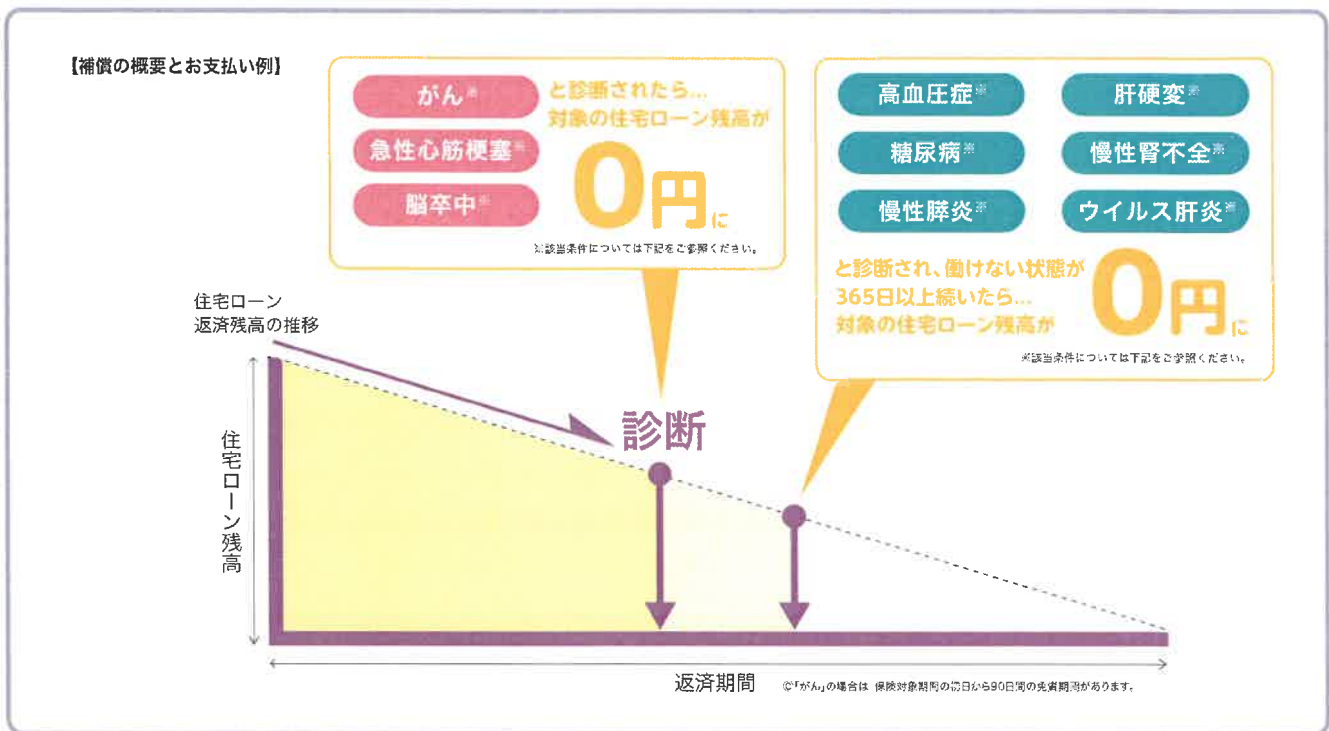 【補償の概要とお支払い例】
がん※
急性心筋梗塞※
脳卒中※
と診断されたら...
対象の住宅ローン残高が
0円に
※該当条件については下記をご参照ください。
高血圧症※
肝硬変※
糖尿病※
慢性腎不全※
慢性膵炎※
ウイルス肝炎※
と診断され、働けない状態が
365日以上続いたら...
対象の住宅ローン残高が
0円に
※該当条件については下記をご参照ください。
住宅ローン
返済残高の推移
診断
住宅ローン残高
返済期間
◎「がん」の場合は 保険対象期間の初日から90日間の免責期間があります。